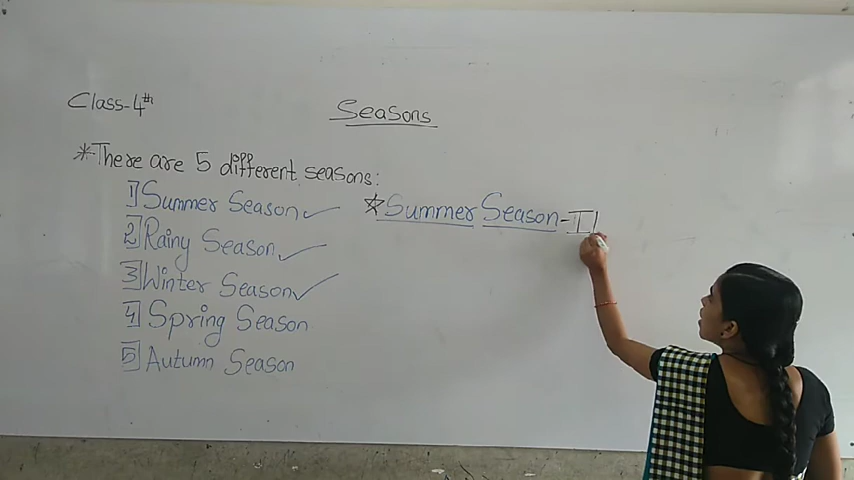 Class-4th
Seasons
*There are 5 different seasons:
1] Summer Season ✓
2] Rainy Season ✓
3] Winter Season ✓
4] Spring Season
5] Autumn Season
☆ Summer Season-